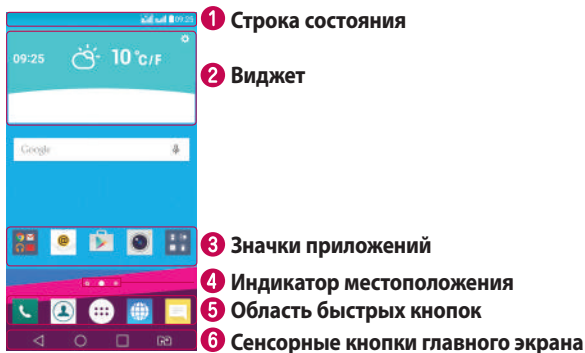 09:25
1 Строка состояния
09:25 10°C/F
2 Виджет
Google
3 Значки приложений
4 Индикатор местоположения
5 Область быстрых кнопок
6 Сенсорные кнопки главного экрана